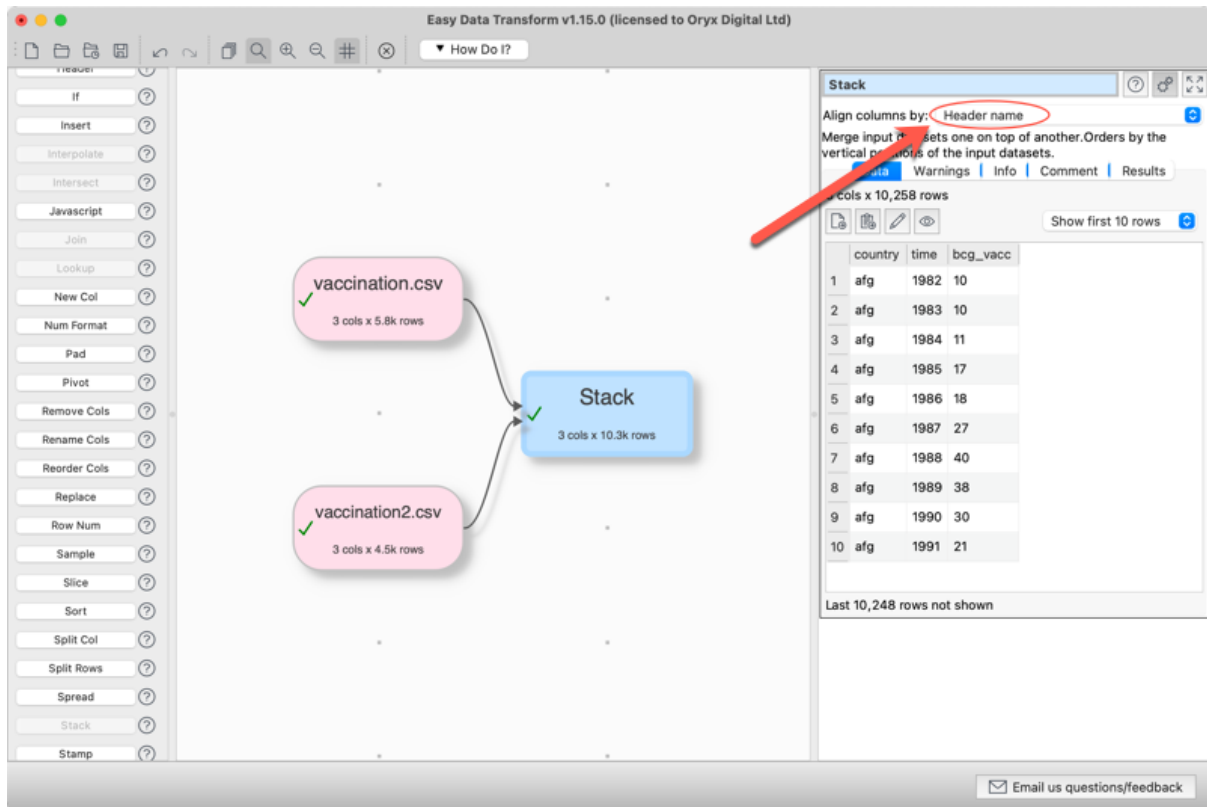 Easy Data Transform v1.15.0 (licensed to Oryx Digital Ltd)
▼ How Do I?
Header
If
Insert
Interpolate
Intersect
Javascript
Join
Lookup
New Col
Num Format
Pad
Pivot
Remove Cols
Rename Cols
Reorder Cols
Replace
Row Num
Sample
Slice
Sort
Split Col
Split Rows
Spread
Stack
Stamp
vaccination.csv
3 cols x 5.8k rows
Stack
3 cols x 10.3k rows
vaccination2.csv
3 cols x 4.5k rows
Stack
Align columns by: Header name
Merge input datasets one on top of another.Orders by the
vertical positions of the input datasets.
Data Warnings Info Comment Results
3 cols x 10,258 rows
Show first 10 rows
country time bcg_vacc
1 afg 1982 10
2 afg 1983 10
3 afg 1984 11
4 afg 1985 17
5 afg 1986 18
6 afg 1987 27
7 afg 1988 40
8 afg 1989 38
9 afg 1990 30
10 afg 1991 21
Last 10,248 rows not shown
Email us questions/feedback